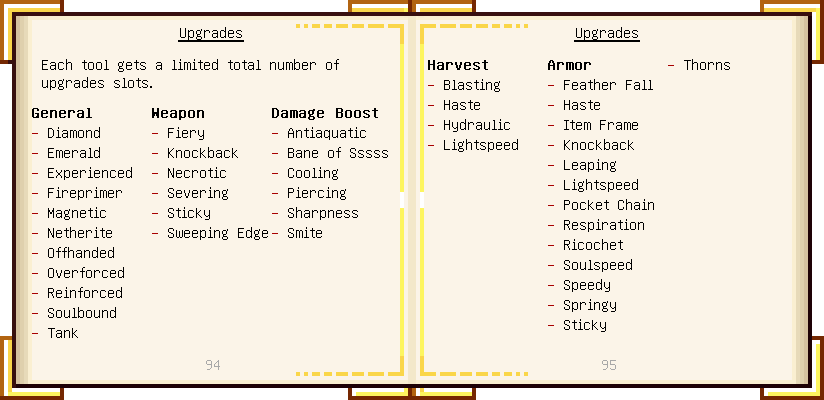 Upgrades
Each tool gets a limited total number of
upgrades slots.
General
- Diamond
- Emerald
- Experienced
- Fireprimer
- Magnetic
- Netherite
- Offhanded
- Overforced
- Reinforced
- Soulbound
- Tank
Weapon
- Fiery
- Knockback
- Necrotic
- Severing
- Sticky
- Sweeping Edge
Damage Boost
- Antiaquatic
- Bane of Sssss
- Cooling
- Piercing
- Sharpness
- Smite
94
Upgrades
Harvest
- Blasting
- Haste
- Hydraulic
- Lightspeed
Armor
- Feather Fall
- Haste
- Item Frame
- Knockback
- Leaping
- Lightspeed
- Pocket Chain
- Respiration
- Ricochet
- Soulspeed
- Speedy
- Springy
- Sticky
- Thorns
95